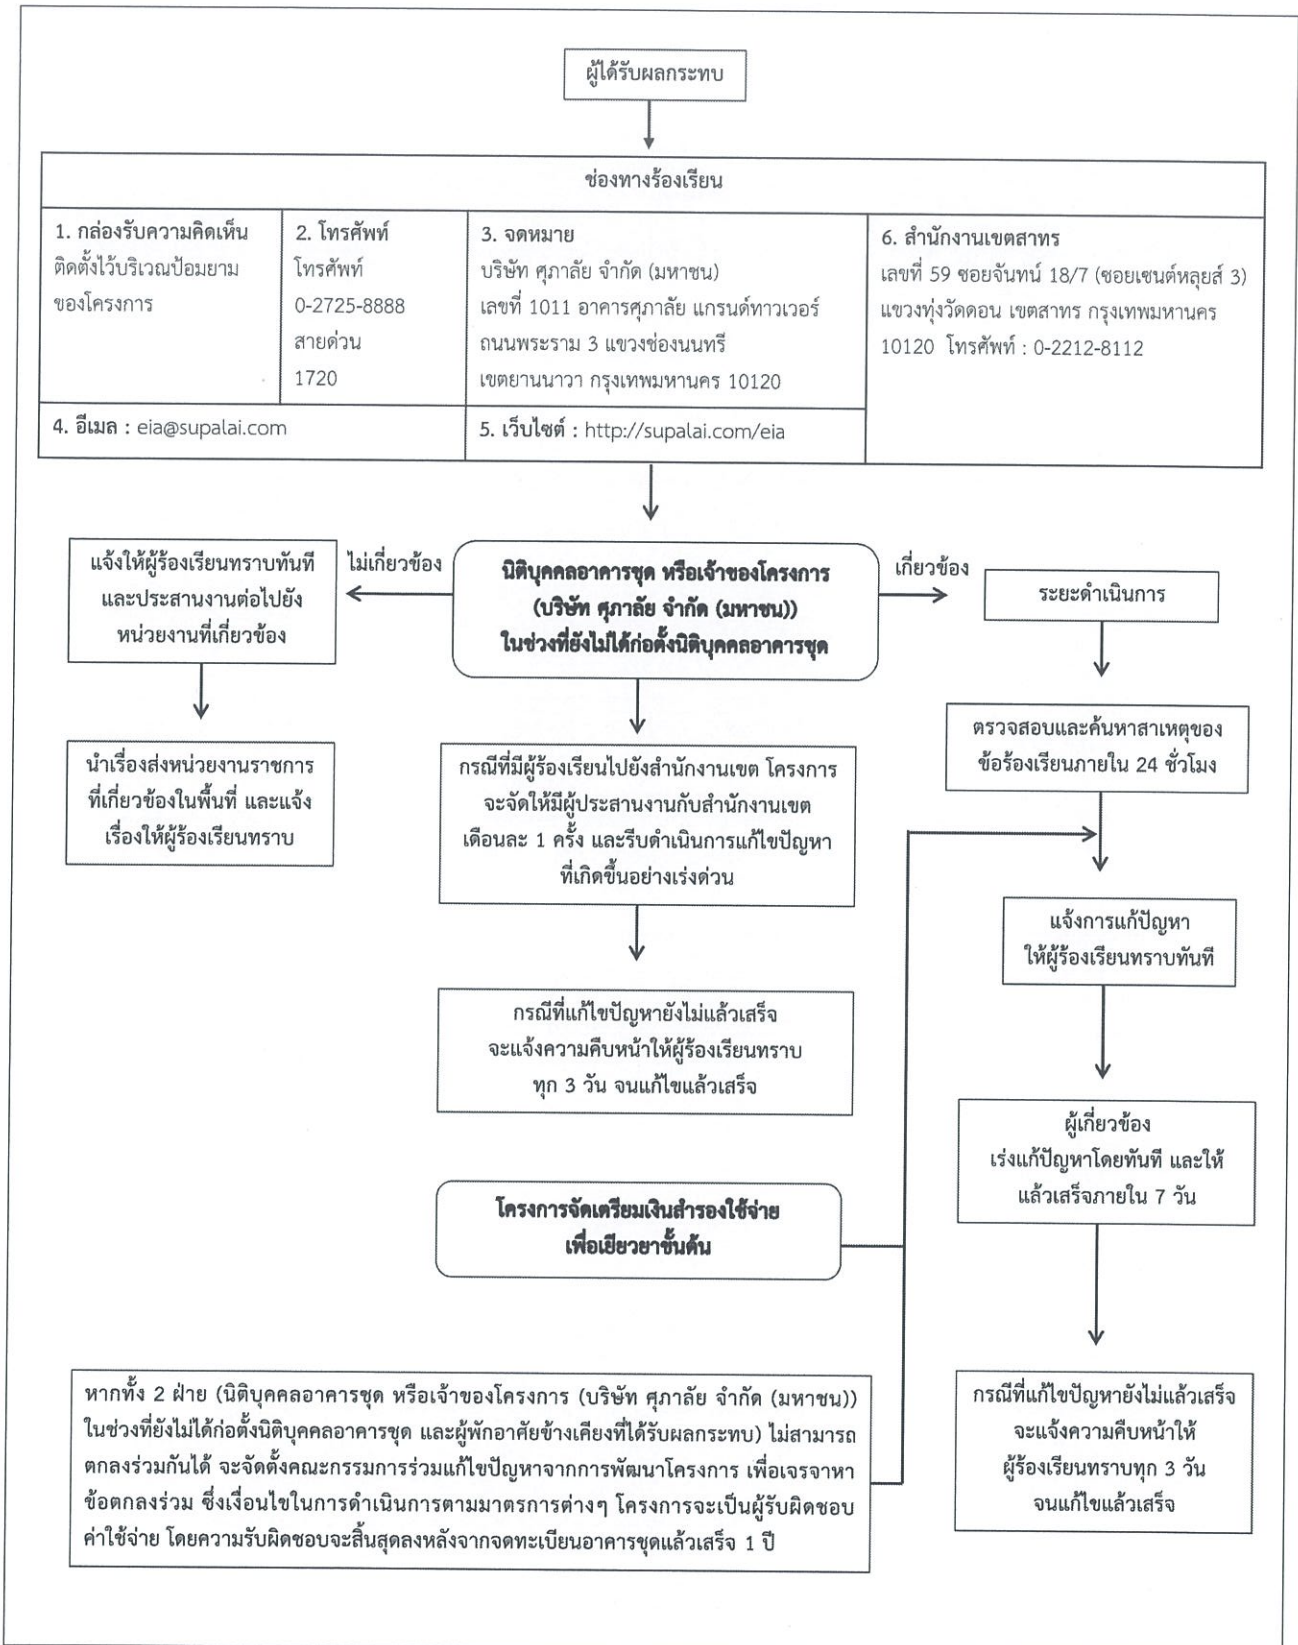 ผู้ได้รับผลกระทบ
ช่องทางร้องเรียน
1. กล่องรับความคิดเห็น
ติดตั้งไว้บริเวณป้อมยาม
ของโครงการ
2. โทรศัพท์
โทรศัพท์
0-2725-8888
สายด่วน
1720
3. จดหมาย
บริษัท ศุภาลัย จำกัด (มหาชน)
เลขที่ 1011 อาคารศุภาลัย แกรนด์ทาวเวอร์
ถนนพระราม 3 แขวงช่องนนทรี
เขตยานนาวา กรุงเทพมหานคร 10120
6. สำนักงานเขตสาทร
เลขที่ 59 ซอยจันทน์ 18/7 (ซอยเซนต์หลุยส์ 3)
แขวงทุ่งวัดดอน เขตสาทร กรุงเทพมหานคร
10120 โทรศัพท์ : 0-2212-8112
4. อีเมล : eia@supalai.com
5. เว็บไซต์ : http://supalai.com/eia
แจ้งให้ผู้ร้องเรียนทราบทันที
และประสานงานต่อไปยัง
หน่วยงานที่เกี่ยวข้อง
ไม่เกี่ยวข้อง
นิติบุคคลอาคารชุด หรือเจ้าของโครงการ
(บริษัท ศุภาลัย จำกัด (มหาชน))
ในช่วงที่ยังไม่ได้ก่อตั้งนิติบุคคลอาคารชุด
เกี่ยวข้อง
ระยะดำเนินการ
นำเรื่องส่งหน่วยงานราชการ
ที่เกี่ยวข้องในพื้นที่ และแจ้ง
เรื่องให้ผู้ร้องเรียนทราบ
กรณีที่มีผู้ร้องเรียนไปยังสำนักงานเขต โครงการ
จะจัดให้มีผู้ประสานงานกับสำนักงานเขต
เดือนละ 1 ครั้ง และรีบดำเนินการแก้ไขปัญหา
ที่เกิดขึ้นอย่างเร่งด่วน
ตรวจสอบและค้นหาสาเหตุของ
ข้อร้องเรียนภายใน 24 ชั่วโมง
แจ้งการแก้ปัญหา
ให้ผู้ร้องเรียนทราบทันที
กรณีที่แก้ไขปัญหายังไม่แล้วเสร็จ
จะแจ้งความคืบหน้าให้ผู้ร้องเรียนทราบ
ทุก 3 วัน จนแก้ไขแล้วเสร็จ
ผู้เกี่ยวข้อง
เร่งแก้ปัญหาโดยทันที และให้
แล้วเสร็จภายใน 7 วัน
โครงการจัดเตรียมเงินสำรองใช้จ่าย
เพื่อเยียวยาขั้นต้น
หากทั้ง 2 ฝ่าย (นิติบุคคลอาคารชุด หรือเจ้าของโครงการ (บริษัท ศุภาลัย จำกัด (มหาชน))
ในช่วงที่ยังไม่ได้ก่อตั้งนิติบุคคลอาคารชุด และผู้พักอาศัยข้างเคียงที่ได้รับผลกระทบ) ไม่สามารถ
ตกลงร่วมกันได้ จะจัดตั้งคณะกรรมการร่วมแก้ไขปัญหาจากการพัฒนาโครงการ เพื่อเจรจาหา
ข้อตกลงร่วม ซึ่งเงื่อนไขในการดำเนินการตามมาตรการต่างๆ โครงการจะเป็นผู้รับผิดชอบ
ค่าใช้จ่าย โดยความรับผิดชอบจะสิ้นสุดลงหลังจากจดทะเบียนอาคารชุดแล้วเสร็จ 1 ปี
กรณีที่แก้ไขปัญหายังไม่แล้วเสร็จ
จะแจ้งความคืบหน้าให้
ผู้ร้องเรียนทราบทุก 3 วัน
จนแก้ไขแล้วเสร็จ